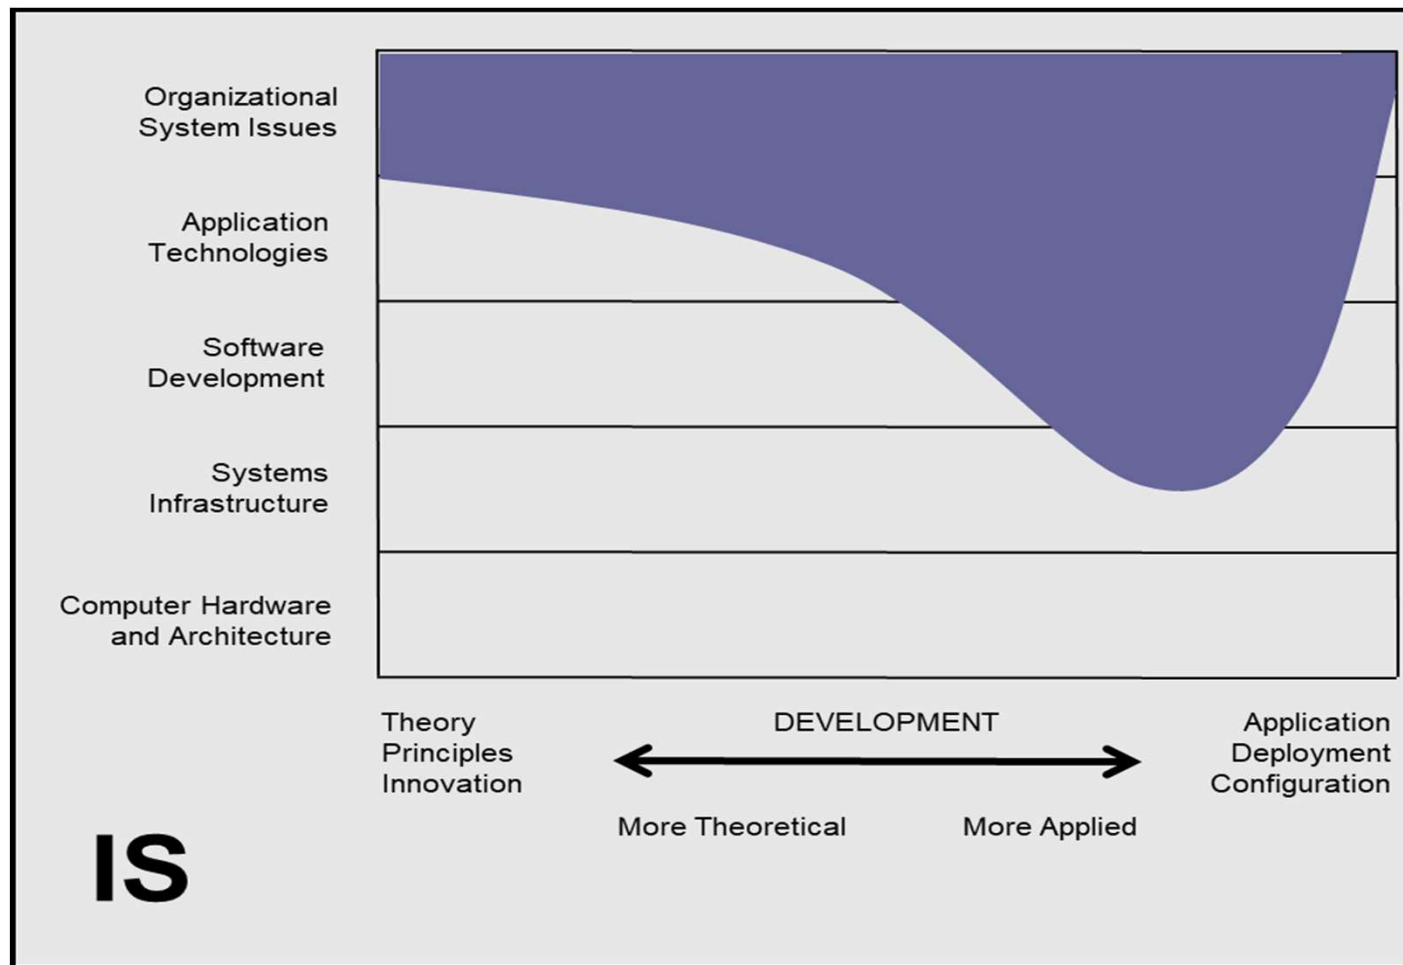 Organizational
System Issues
Application
Technologies
Software
Development
Systems
Infrastructure
Computer Hardware
and Architecture
Theory
Principles
Innovation
DEVELOPMENT
More Theoretical
More Applied
Application
Deployment
Configuration
IS